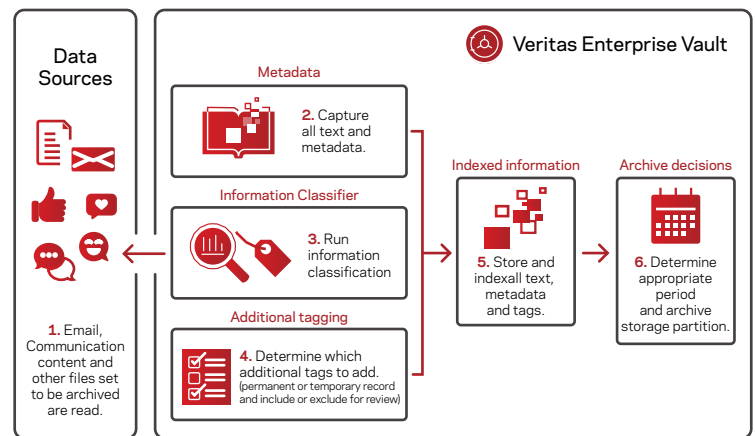 Data
Sources
1. Email,
Communication
content and
other files set
to be archived
are read.
Veritas Enterprise Vault
Metadata
2. Capture
all text and
metadata.
Information Classifier
3. Run
information
classification
Additional tagging
4. Determine which
additional tags to add.
(permanent or temporary record
and include or exclude for review)
Indexed information
5. Store and
indexall text,
metadata
and tags.
Archive decisions
6. Determine
appropriate
period
and archive
storage partition.